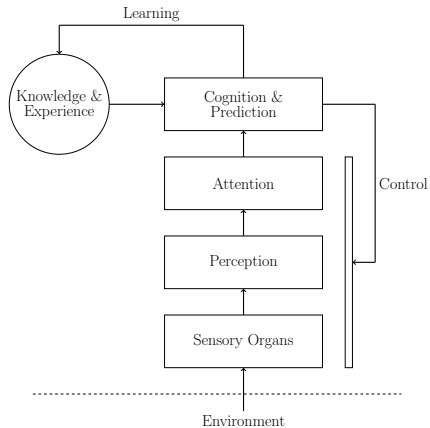 Learning
Knowledge &
Experience
Cognition &
Prediction
Attention
Control
Perception
Sensory Organs
Environment